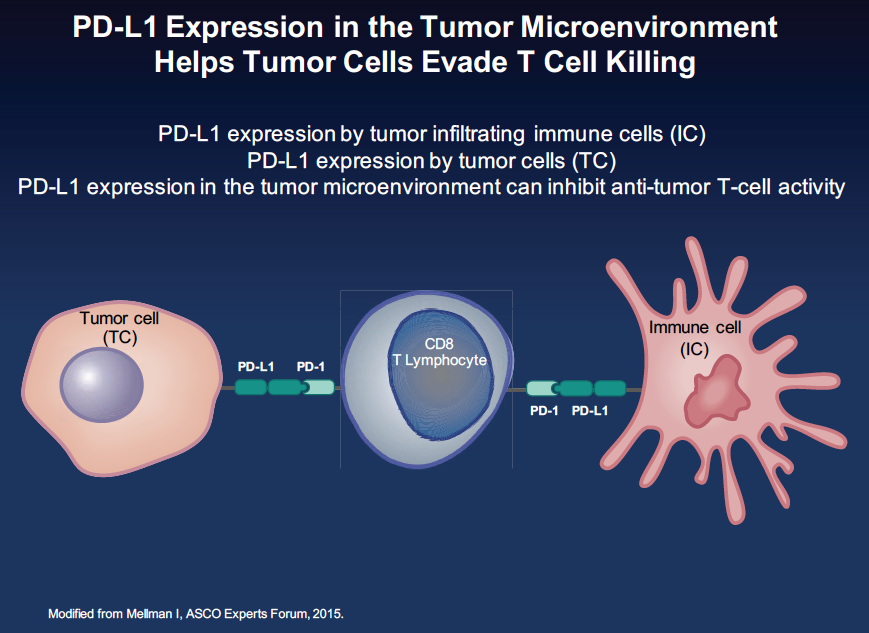 PD-L1 Expression in the Tumor Microenvironment
Helps Tumor Cells Evade T Cell Killing
PD-L1 expression by tumor infiltrating immune cells (IC)
PD-L1 expression by tumor cells (TC)
PD-L1 expression in the tumor microenvironment can inhibit anti-tumor T-cell activity
Tumor cell
(TC)
PD-L1
PD-1
CD8
T Lymphocyte
PD-1
PD-L1
Immune cell
(IC)
Modified from Mellman I, ASCO Experts Forum, 2015.